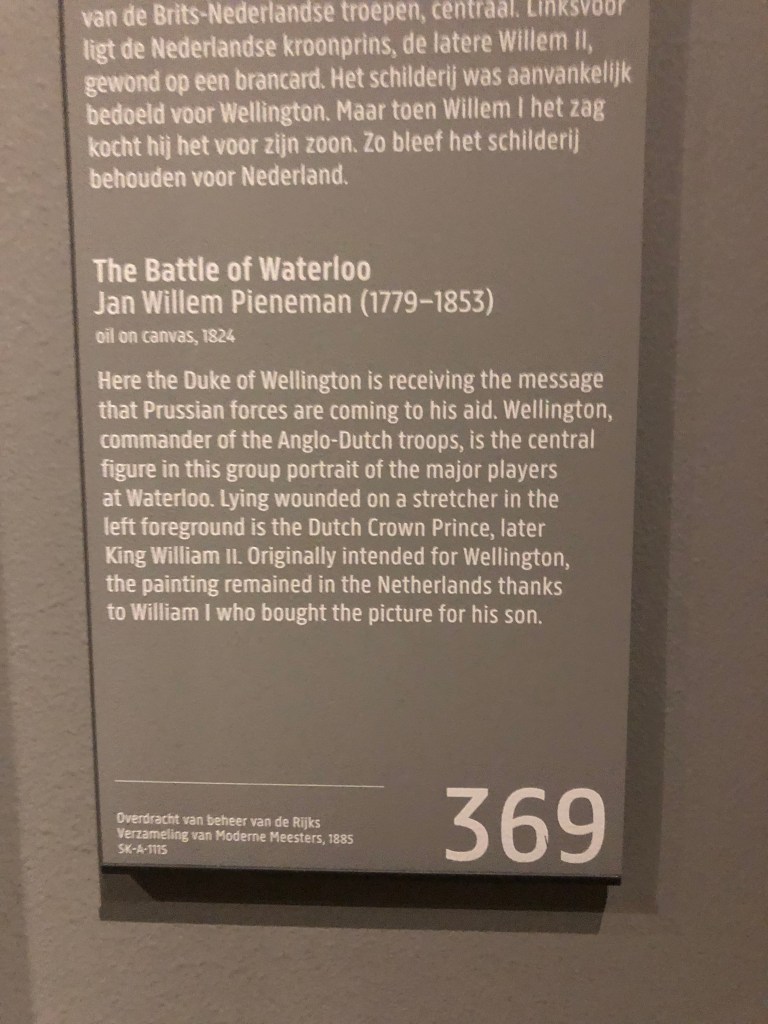 van de Brits-Nederlandse troepen, centraal. Linksvoor
ligt de Nederlandse kroonprins, de latere Willem II,
gewond op een brancard. Het schilderij was aanvankelijk
bedoeld voor Wellington. Maar toen Willem I het zag
kocht hij het voor zijn zoon. Zo bleef het schilderij
behouden voor Nederland.
The Battle of Waterloo
Jan Willem Pieneman (1779–1853)
oil on canvas, 1824
Here the Duke of Wellington is receiving the message
that Prussian forces are coming to his aid. Wellington,
commander of the Anglo-Dutch troops, is the central
figure in this group portrait of the major players
at Waterloo. Lying wounded on a stretcher in the
left foreground is the Dutch Crown Prince, later
King William II. Originally intended for Wellington,
the painting remained in the Netherlands thanks
to William I who bought the picture for his son.
Overdracht van beheer van de Rijks
Verzameling van Moderne Meesters, 1885
SK-A-1115
369